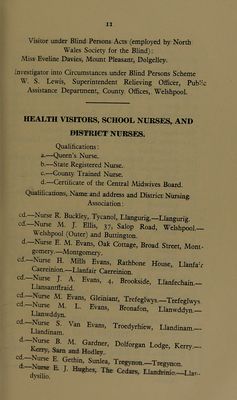 12
Visitor under Blind Persons Acts (employed by North
Wales Society for the Blind):
Miss Eveline Davies, Mount Pleasant, Dolgelley.
Investigator into Circumstances under Blind Persons Scheme
W. S. Lewis, Superintendent Relieving Officer, Public
Assistance Department, County Offices, Welshpool.
HEALTH VISITORS, SCHOOL NURSES, AND
DISTRICT NURSES.
Qualifications:
a.—Queen's Nurse.
b.—State Registered Nurse.
c.—County Trained Nurse.
d.—Certificate of the Central Midwives Board.
Qualifications, Name and address and District Nursing
Association:
cd.—Nurse R. Buckley, Tycanol, Llangurig.—Llangurig.
cd.—Nurse M. J. Ellis, 37, Salop Road, Welshpool.—
Welshpool (Outer) and Buttington.
d.—Nurse E. M. Evans, Oak Cottage, Broad Street, Mont-
gomery.—Montgomery.
cd.—Nurse H. Mills Evans, Rathbone House, Llanfair
Caereinion.—Llanfair Caereinion.
cd.—Nurse J. A. Evans, 4, Brookside, Llanfechain.—
Llansantffraid.
cd.—Nurse M. Evans, Gleiniant, Trefeglwys.—Trefeglwys.
cd.—Nurse M. L. Evans, Bronafon, Llanwddyn.—
Llanwddyn.
cd.—Nurse S. Van Evans, Troedyrhiew, Llandinam.—
Llandinam.
d.—Nurse B. M. Gardner, Dolforgan Lodge, Kerry.—
Kerry, Sarn and Hodley.
cd.—Nurse E. Gethin, Sunlea, Tregynon.—Tregynon.
d.—Nurse E. J. Hughes, The Cedars, Llandrinio.—Llan-
dysilio.